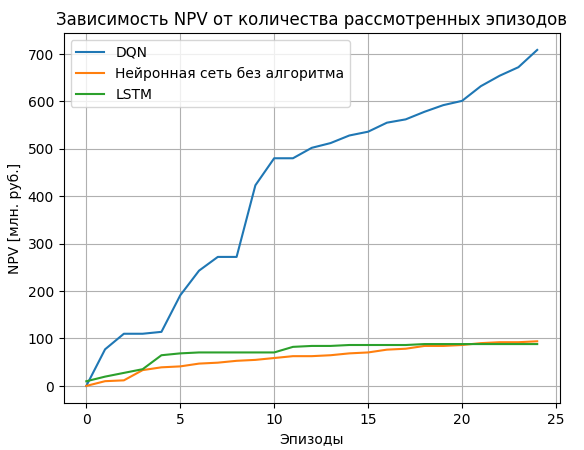 Зависимость NPV от количества рассмотренных эпизодов
DQN
Нейронная сеть без алгоритма
LSTM
NPV [млн. руб.]
700
600
500
400
300
200
100
0
0 5 10 15 20 25
Эпизоды